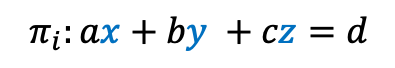 πᵢ: ax + by + cz = d